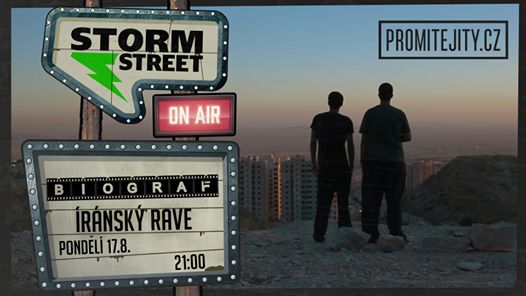 STORM
STREET
ON AIR
BIOGRAF
ÍRÁNSKÝ RAVE
PONDĚLÍ 17.8.
21:00
PROMITEJITY.CZ